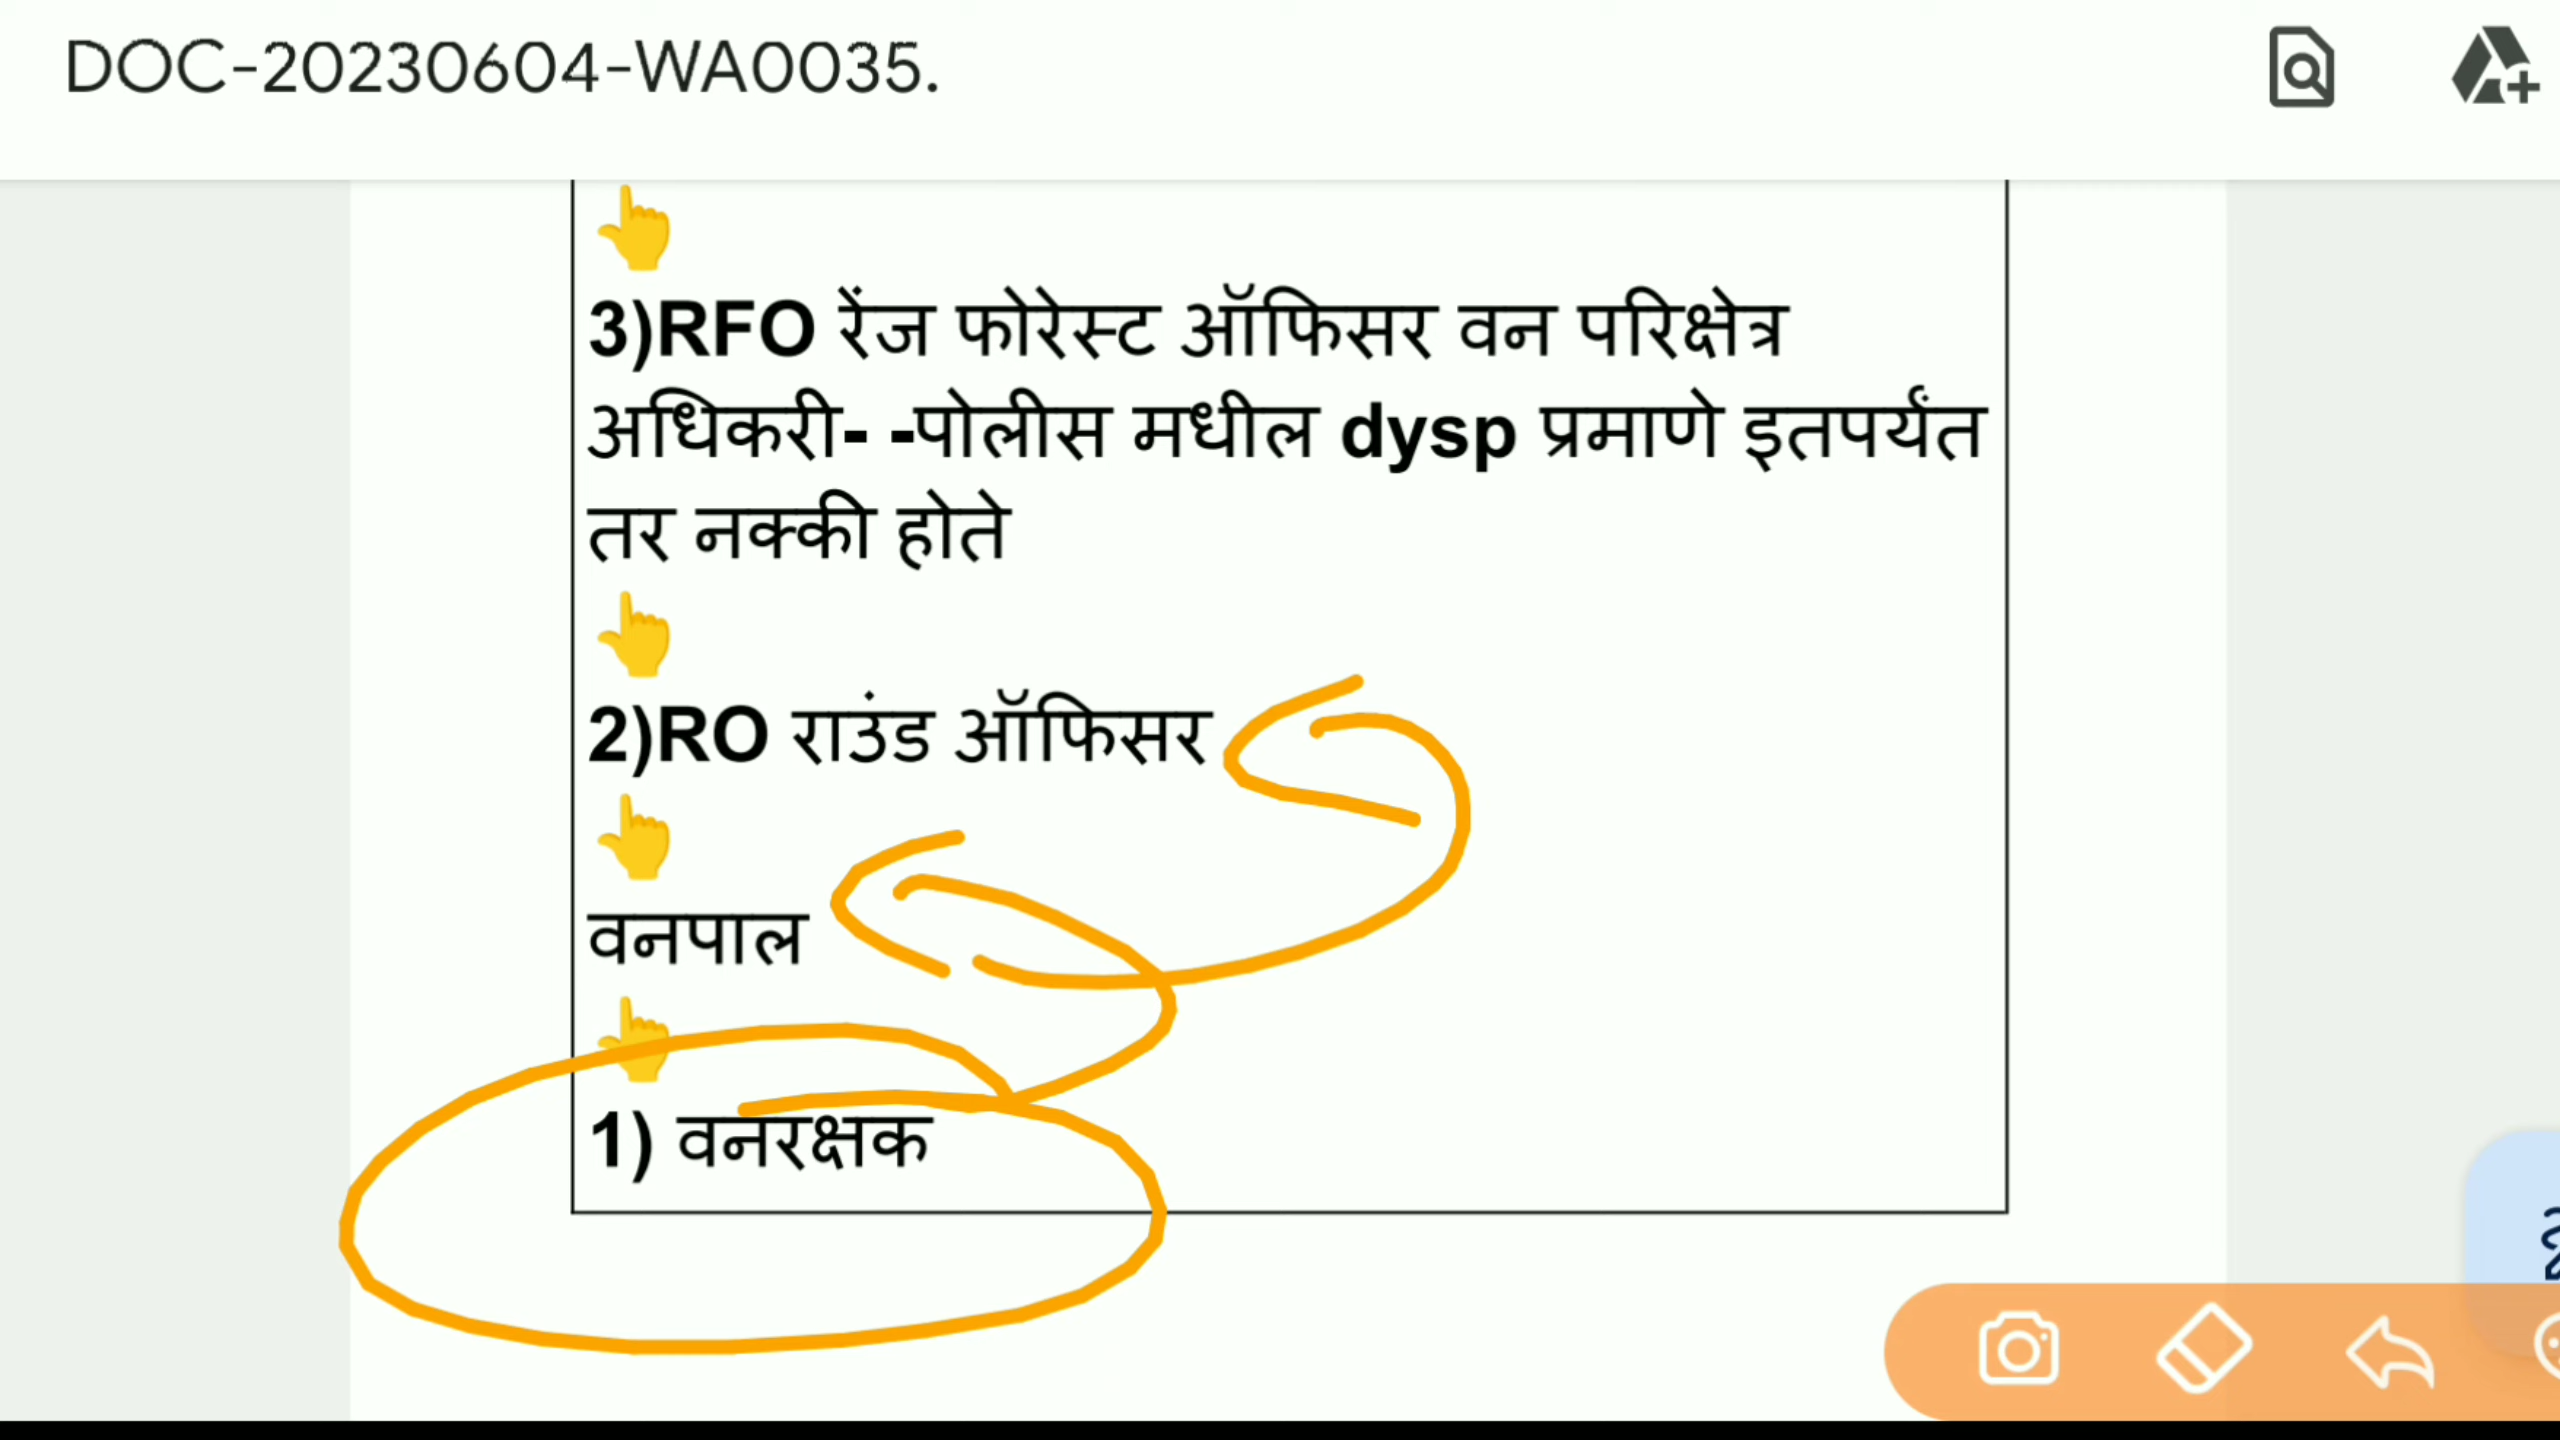 DOC-20230604-WA0035.
3)RFO रेंज फोरेस्ट ऑफिसर वन परिक्षेत्र
अधिकरी- -पोलीस मधील dysp प्रमाणे इतपर्यंत
तर नक्की होते
2)RO राउंड ऑफिसर
वनपाल
1) वनरक्षक